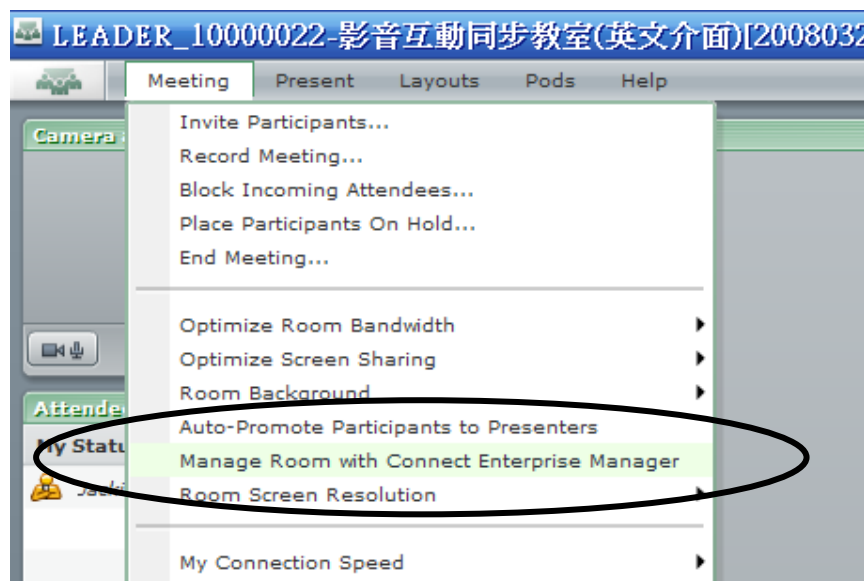 LEADER_10000022-影音互動同步教室(英文介面)[2008032
Meeting Present Layouts Pods Help
Camera
Invite Participants...
Record Meeting...
Block Incoming Attendees...
Place Participants On Hold...
End Meeting...
Optimize Room Bandwidth
Optimize Screen Sharing
Room Background
Attende
Auto-Promote Participants to Presenters
My Statu
Manage Room with Connect Enterprise Manager
Room Screen Resolution
My Connection Speed